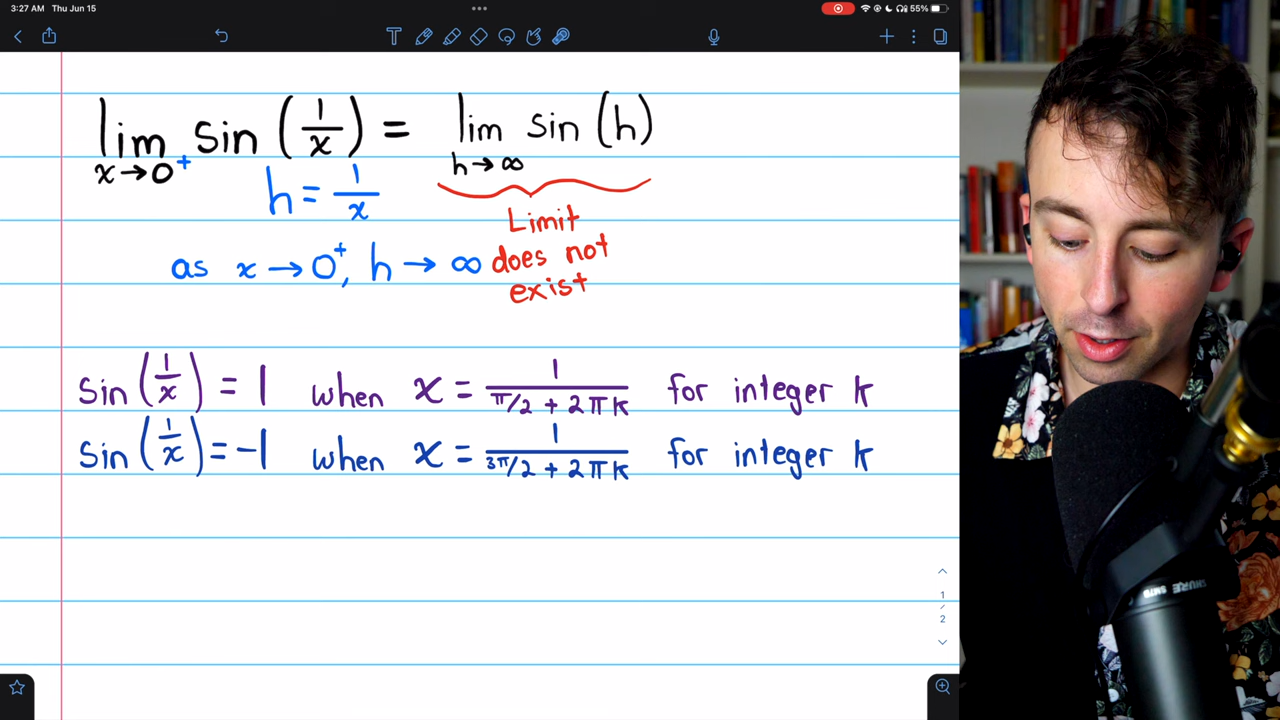 3:27 AM Thu Jun 15
55%
lim x→0⁺ sin (1/x) = lim h→∞ sin (h)
h = 1/x
Limit
does not
exist
as x → 0⁺, h → ∞
sin (1/x) = 1 when x = 1/(π/2 + 2πk) for integer k
sin (1/x) = -1 when x = 1/(3π/2 + 2πk) for integer k
1
/
2
SHURE SM7B